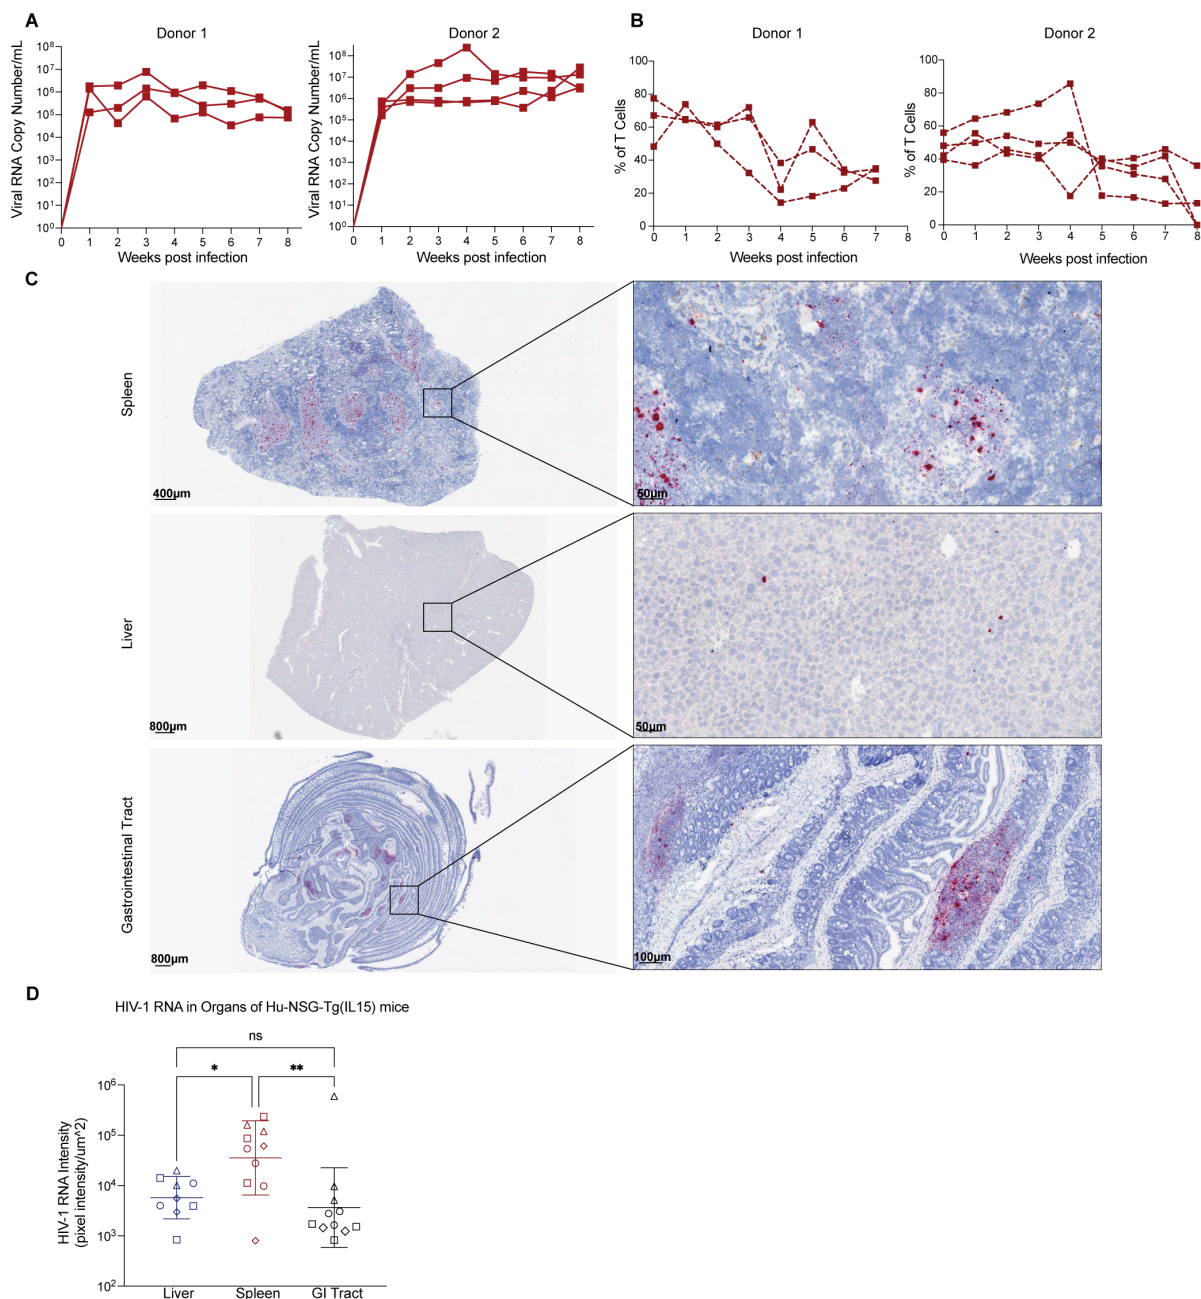 A
B
Donor 1
Donor 2
Donor 1
Donor 2
Viral RNA Copy Number/mL
10⁸
10⁷
10⁶
10⁵
10⁴
10³
10²
10¹
10⁰
0 1 2 3 4 5 6 7 8
Weeks post infection
Viral RNA Copy Number/mL
10⁸
10⁷
10⁶
10⁵
10⁴
10³
10²
10¹
10⁰
0 1 2 3 4 5 6 7 8
Weeks post infection
% of T Cells
100
80
60
40
20
0
0 1 2 3 4 5 6 7 8
Weeks post infection
% of T Cells
100
80
60
40
20
0
0 1 2 3 4 5 6 7 8
Weeks post infection
C
Spleen
400µm
50µm
Liver
800µm
50µm
Gastrointestinal Tract
800µm
100µm
D
HIV-1 RNA in Organs of Hu-NSG-Tg(IL15) mice
ns
* **
HIV-1 RNA Intensity
(pixel intensity/um^2)
10⁶
10⁵
10⁴
10³
10²
Liver Spleen GI Tract